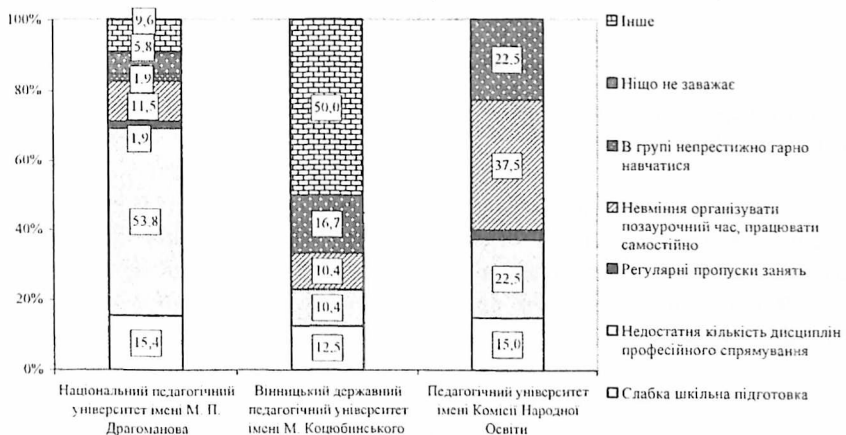 100%
80%
60%
40%
20%
0%
9,6
5,8
1,9
11,5
1,9
53,8
15,4
50,0
16,7
10,4
10,4
12,5
22,5
37,5
22,5
15,0
Національний педагогічний
університет імені М. П.
Драгоманова
Вінницький державний
педагогічний університет
імені М. Коцюбинського
Педагогічний університет
імені Комісії Народної
Освіти
Інше
Ніщо не заважає
В групі непрестижно гарно
навчатися
Невміння організувати
позаурочний час, працювати
самостійно
Регулярні пропуски занять
Недостатня кількість дисциплін
професійного спрямування
Слабка шкільна підготовка